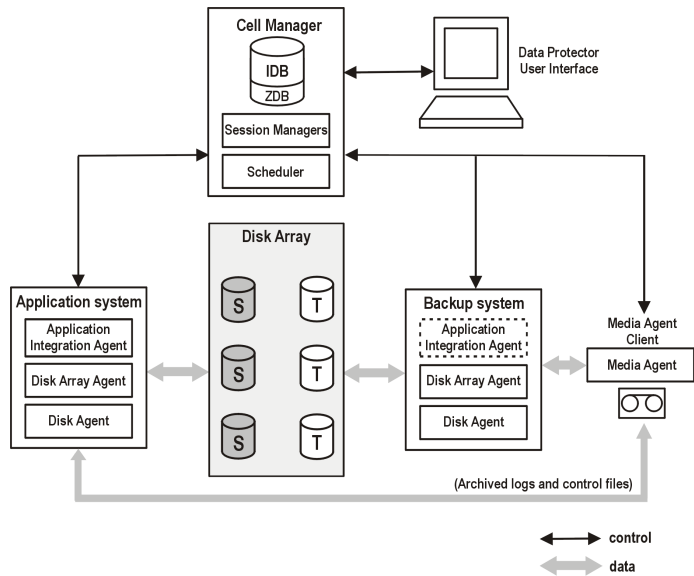 Cell Manager
IDB
ZDB
Session Managers
Scheduler
Data Protector
User Interface
Disk Array
S
T
S
T
S
T
Application system
Application
Integration Agent
Disk Array Agent
Disk Agent
Backup system
Application
Integration Agent
Disk Array Agent
Disk Agent
Media Agent
Client
Media Agent
(Archived logs and control files)
control
data